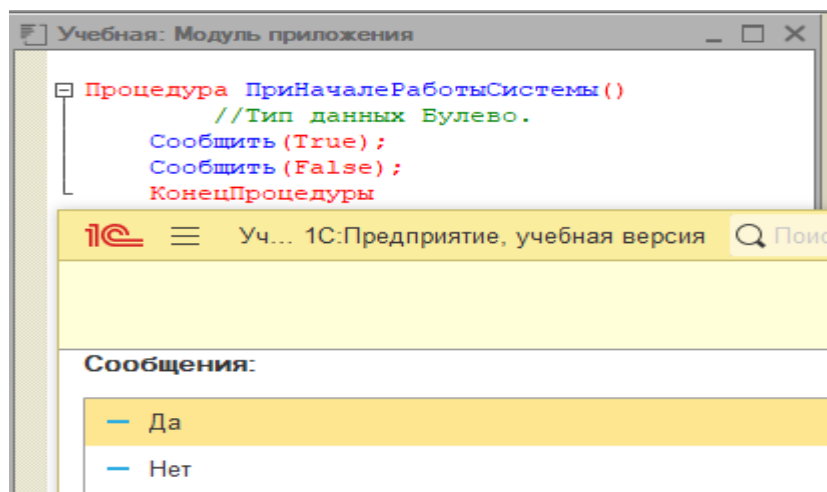 Учебная: Модуль приложения
Процедура ПриНачалеРаботыСистемы()
//Тип данных Булево.
Сообщить(True);
Сообщить(False);
КонецПроцедуры
1С Уч... 1С:Предприятие, учебная версия Поис
Сообщения:
Да
Нет